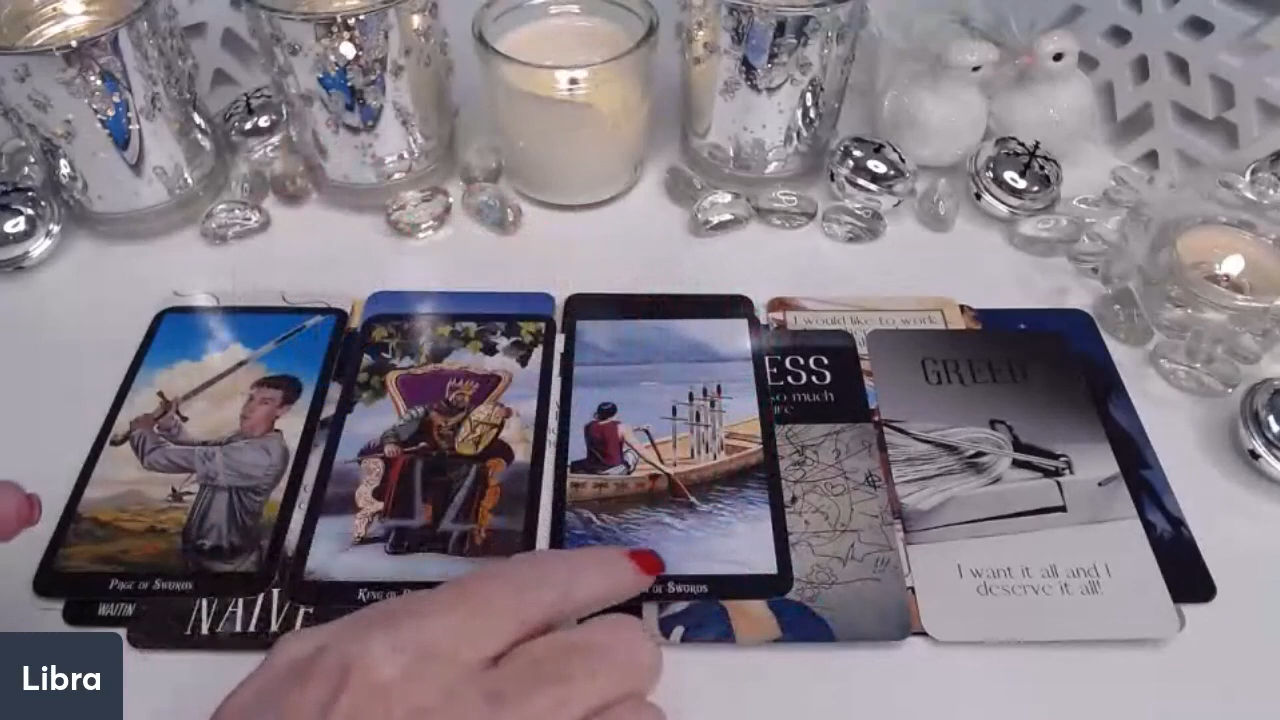 I would like to work
ESS
so much
GREED
I want it all and I
deserve it all!
PAGE OF SWORDS
KING OF
OF SWORDS
WAITIN
NAIVE
Libra